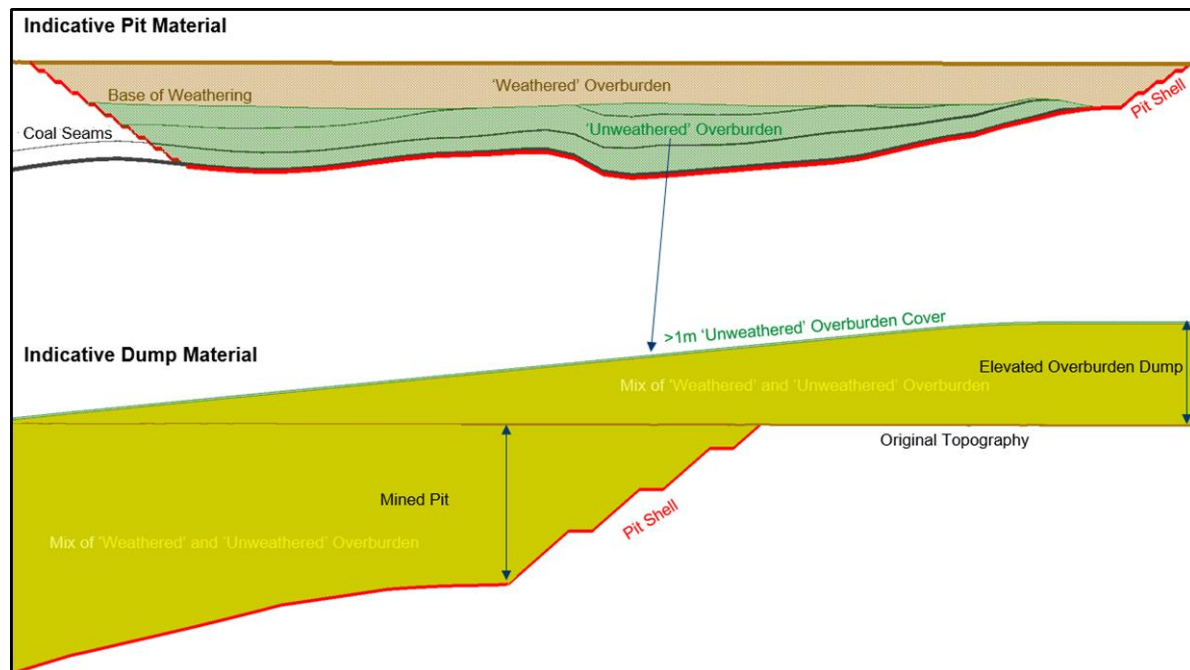 Indicative Pit Material
'Weathered' Overburden
Base of Weathering
Pit Shell
Coal Seams
'Unweathered' Overburden
>1m 'Unweathered' Overburden Cover
Indicative Dump Material
Elevated Overburden Dump
Mix of 'Weathered' and 'Unweathered' Overburden
Original Topography
Mined Pit
Pit Shell
Mix of 'Weathered' and 'Unweathered' Overburden